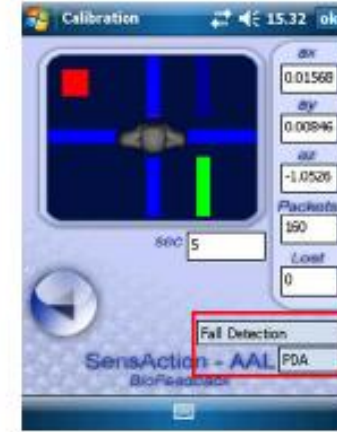 Calibration 15.32 ok
ax
0.01568
ay
0.00846
az
-1.0526
Packets
160
sec 5
Lost
0
Fall Detection
SensAction - AAL PDA
BioFeedback